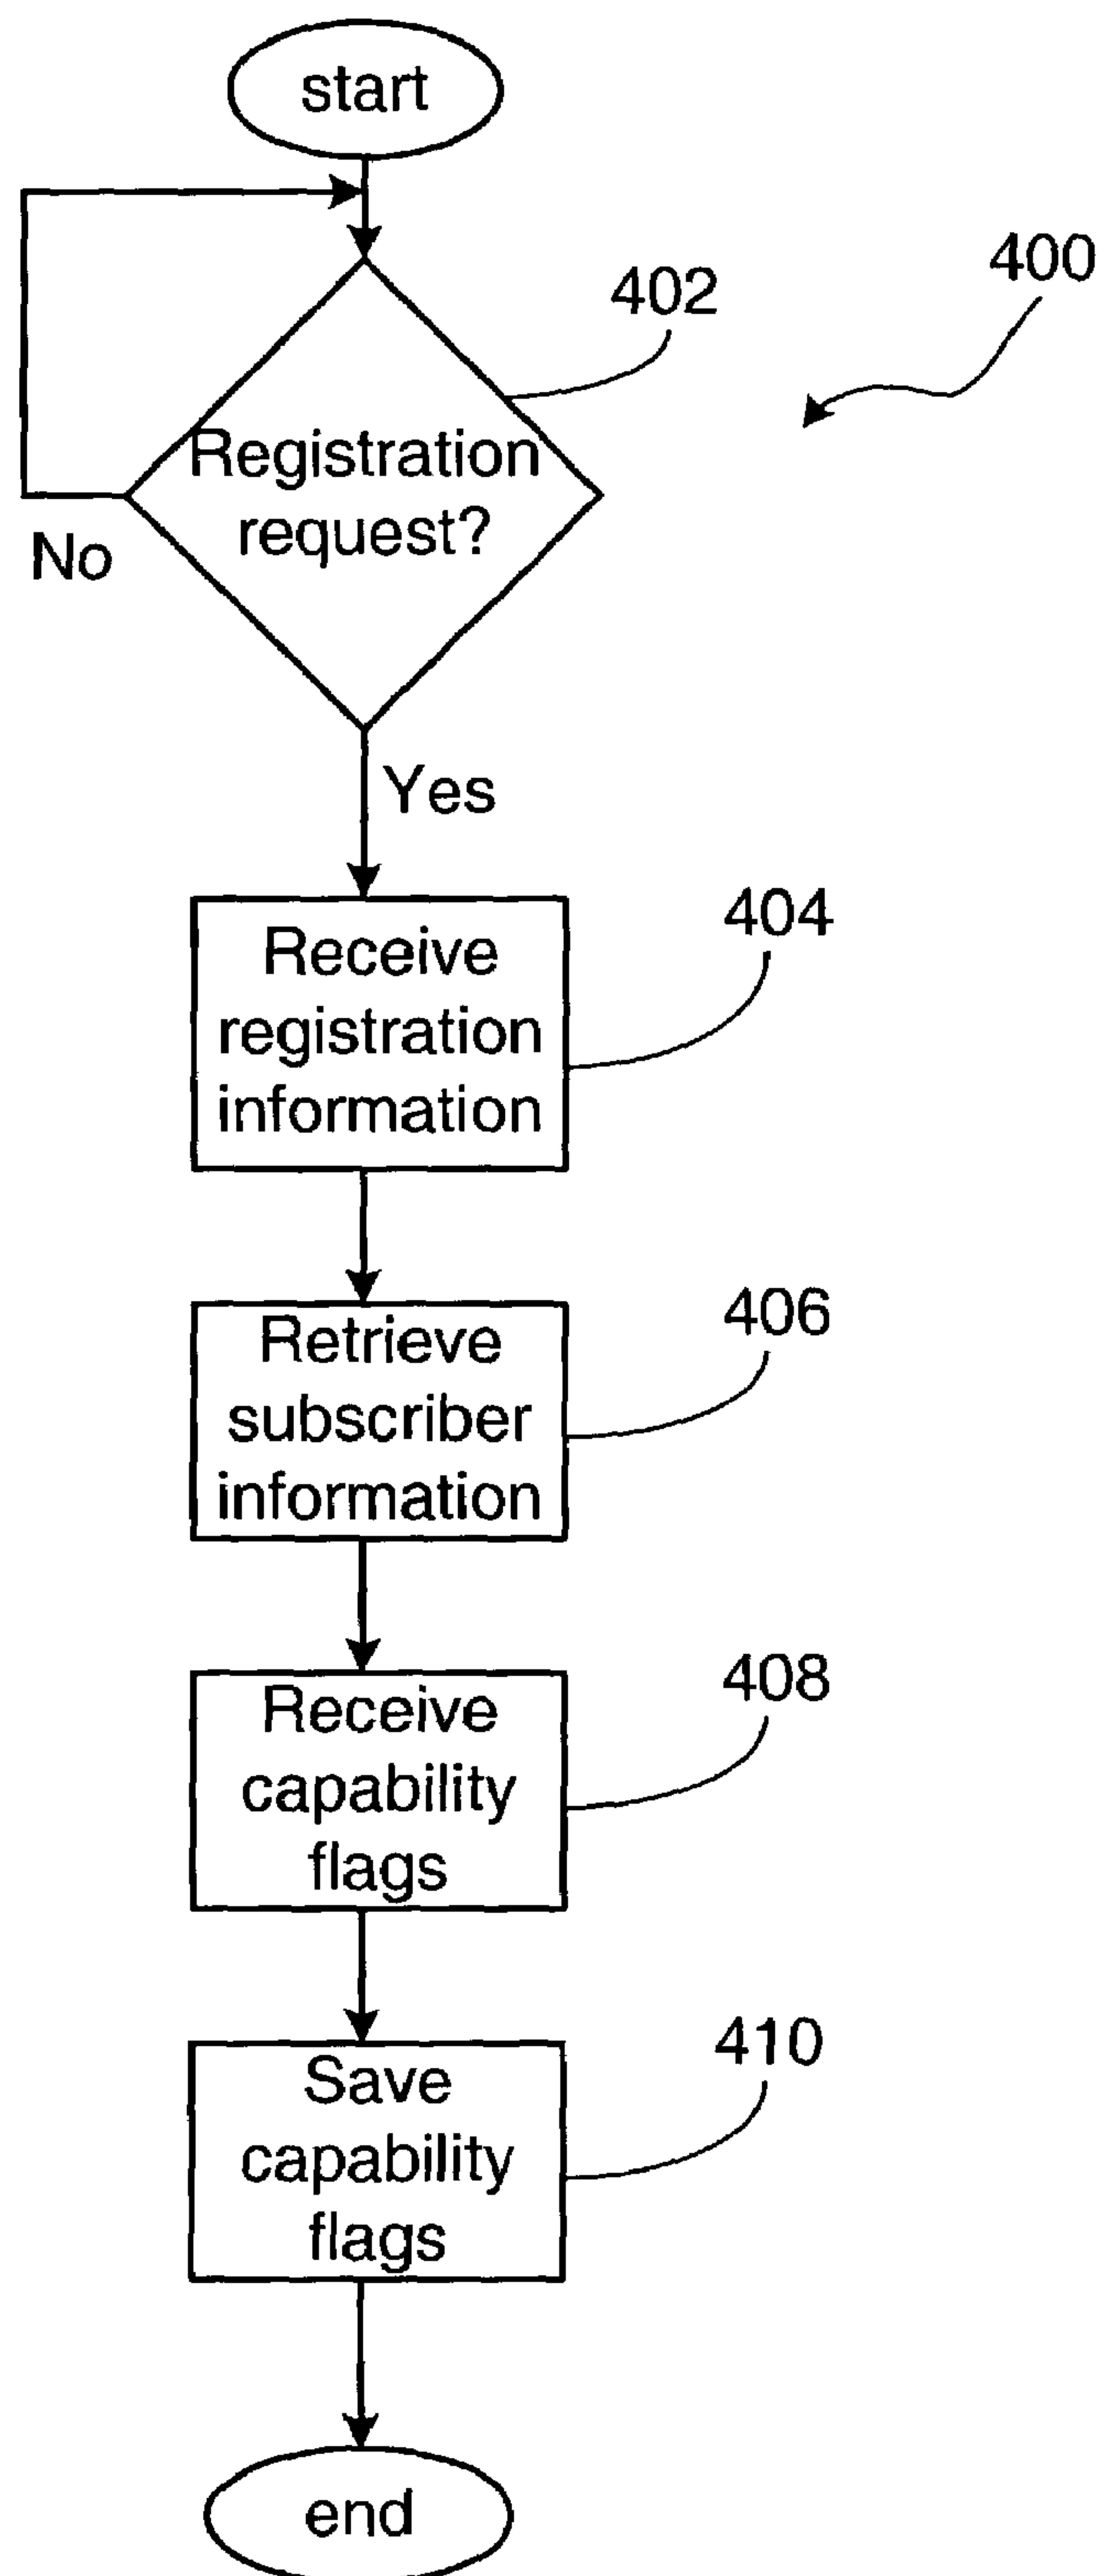 start
400
402
Registration
request?
No
Yes
404
Receive
registration
information
406
Retrieve
subscriber
information
408
Receive
capability
flags
410
Save
capability
flags
end